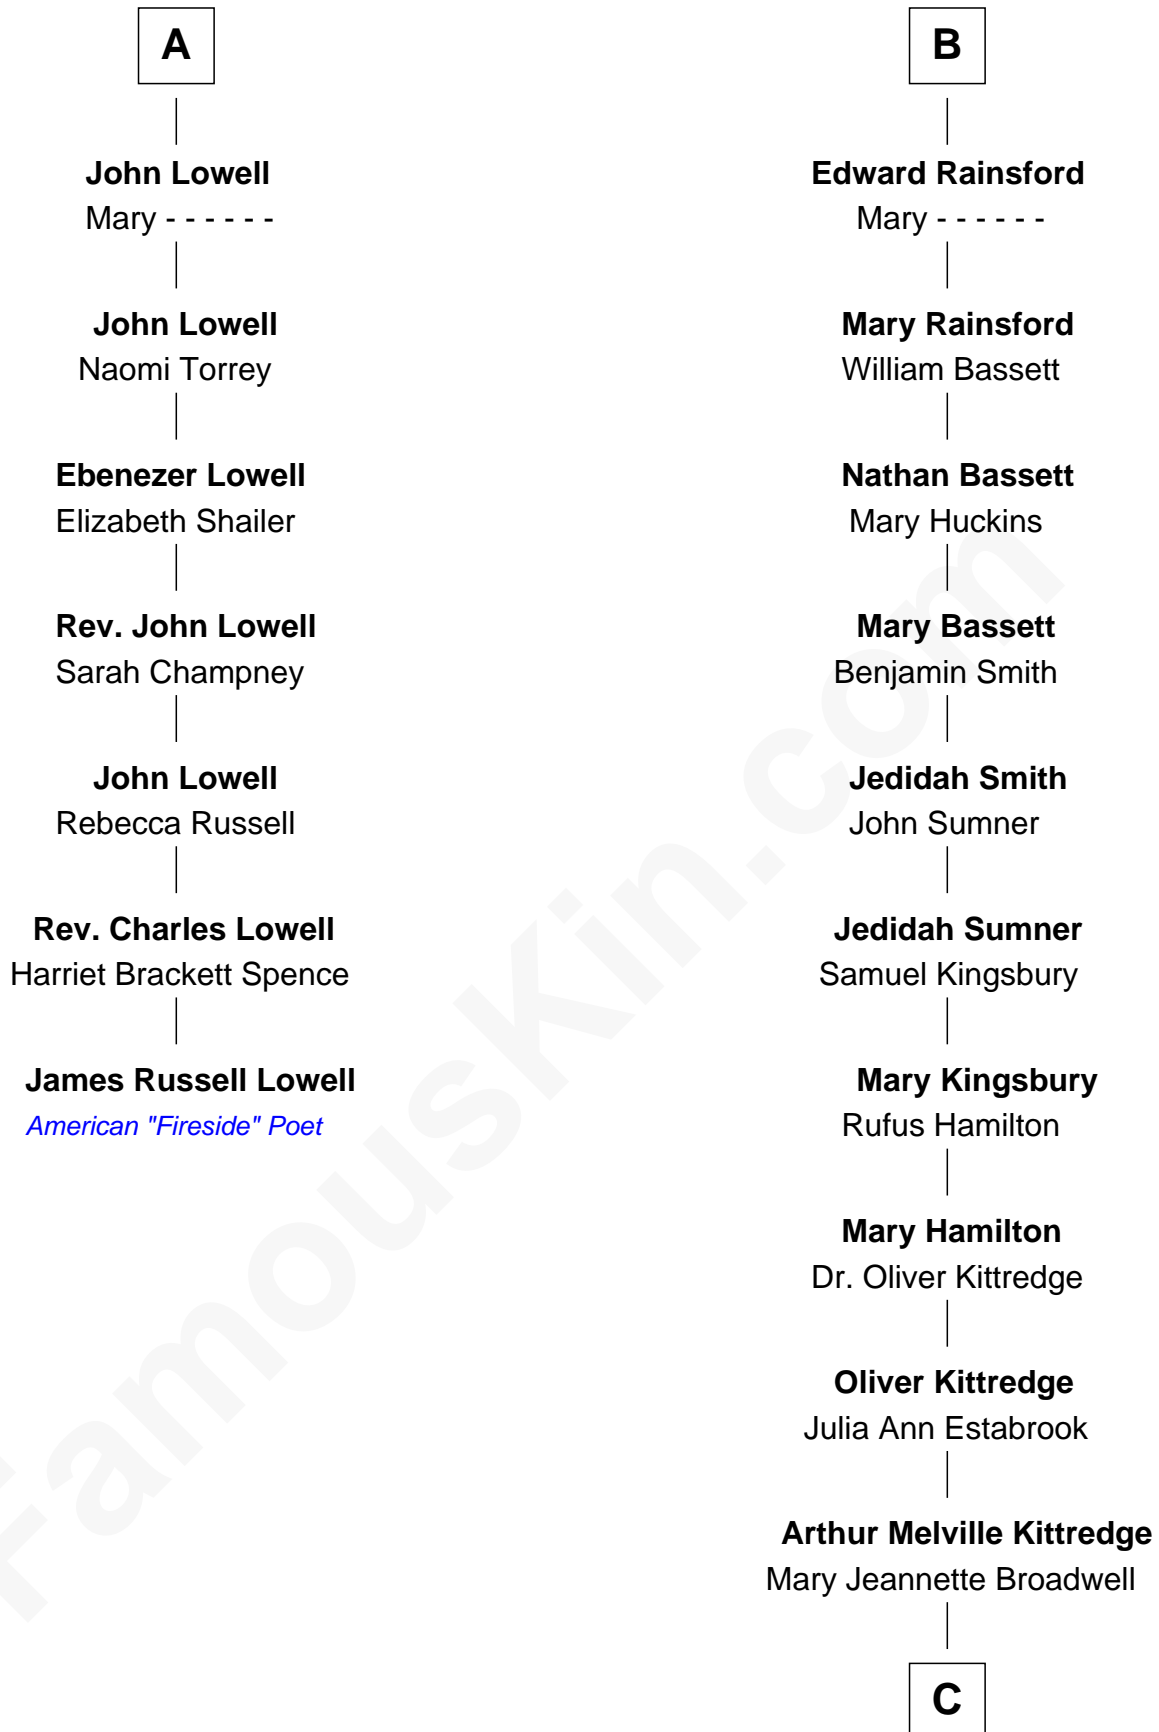 A
John Lowell
Mary - - - - - -
John Lowell
Naomi Torrey
Ebenezer Lowell
Elizabeth Shailer
Rev. John Lowell
Sarah Champney
John Lowell
Rebecca Russell
Rev. Charles Lowell
Harriet Brackett Spence
James Russell Lowell
American "Fireside" Poet
B
Edward Rainsford
Mary - - - - - -
Mary Rainsford
William Bassett
Nathan Bassett
Mary Huckins
Mary Bassett
Benjamin Smith
Jedidah Smith
John Sumner
Jedidah Sumner
Samuel Kingsbury
Mary Kingsbury
Rufus Hamilton
Mary Hamilton
Dr. Oliver Kittredge
Oliver Kittredge
Julia Ann Estabrook
Arthur Melville Kittredge
Mary Jeannette Broadwell
C
FamousKin.com